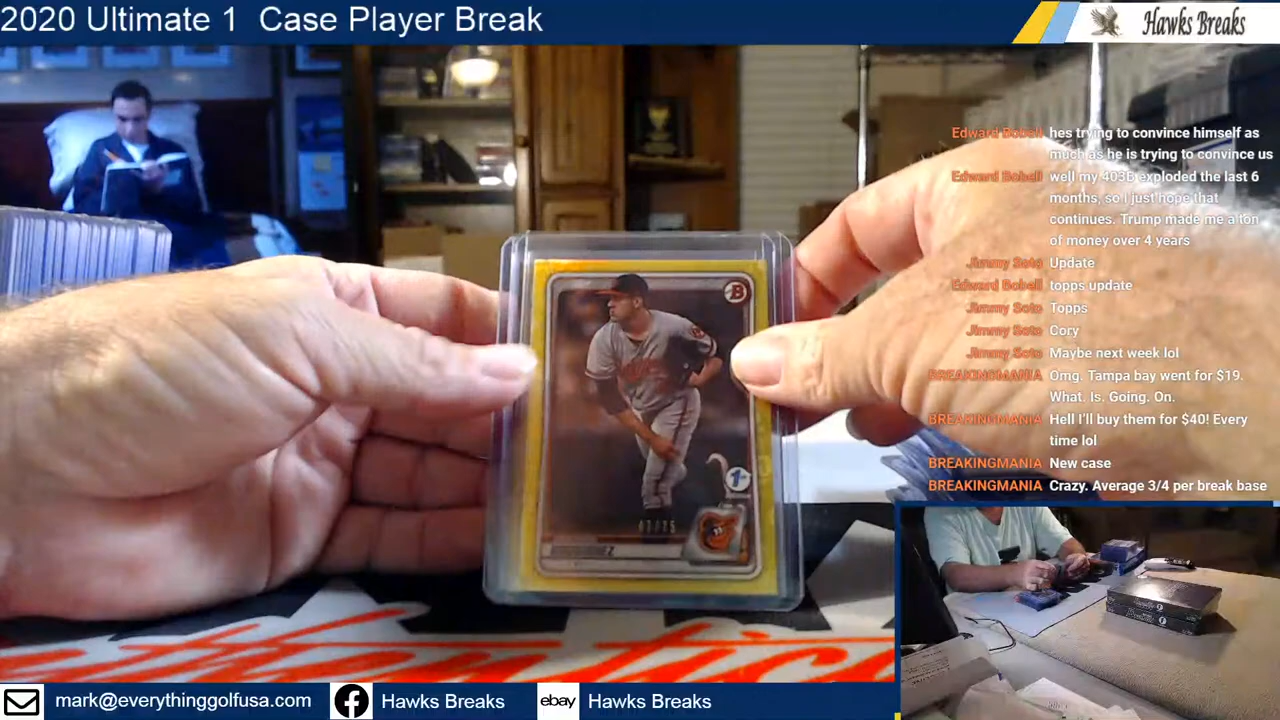 2020 Ultimate 1 Case Player Break
Hawks Breaks
Edward Bobell hes trying to convince himself as
much as he is trying to convince us
Edward Bobell well my 403B exploded the last 6
months, so I just hope that
continues. Trump made me a ton
of money over 4 years
Jimmy Soto Update
Edward Bobell topps update
Jimmy Soto Topps
Jimmy Soto Cory
Jimmy Soto Maybe next week lol
BREAKINGMANIA Omg. Tampa bay went for $19.
What. Is. Going. On.
BREAKINGMANIA Hell I'll buy them for $40! Every
time lol
BREAKINGMANIA New case
BREAKINGMANIA Crazy. Average 3/4 per break base
B
1st
mark@everythinggolfusa.com
Hawks Breaks
ebay
Hawks Breaks